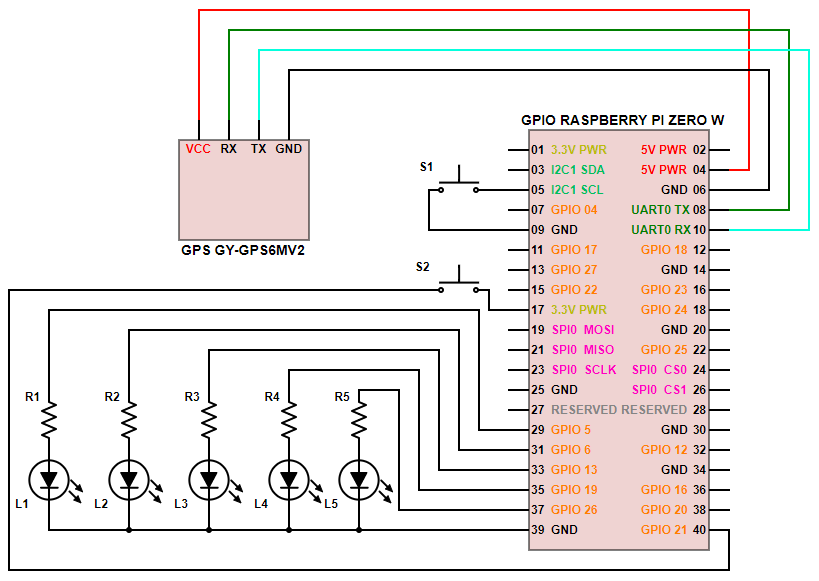 GPIO RASPBERRY PI ZERO W
VCC RX TX GND
GPS GY-GPS6MV2
S1
S2
01 3.3V PWR 5V PWR 02
03 I2C1 SDA 5V PWR 04
05 I2C1 SCL GND 06
07 GPIO 04 UART0 TX 08
09 GND UART0 RX 10
11 GPIO 17 GPIO 18 12
13 GPIO 27 GND 14
15 GPIO 22 GPIO 23 16
17 3.3V PWR GPIO 24 18
19 SPI0 MOSI GND 20
21 SPI0 MISO GPIO 25 22
23 SPI0 SCLK SPI0 CS0 24
25 GND SPI0 CS1 26
27 RESERVED RESERVED 28
29 GPIO 5 GND 30
31 GPIO 6 GPIO 12 32
33 GPIO 13 GND 34
35 GPIO 19 GPIO 16 36
37 GPIO 26 GPIO 20 38
39 GND GPIO 21 40
R1 R2 R3 R4 R5
L1 L2 L3 L4 L5